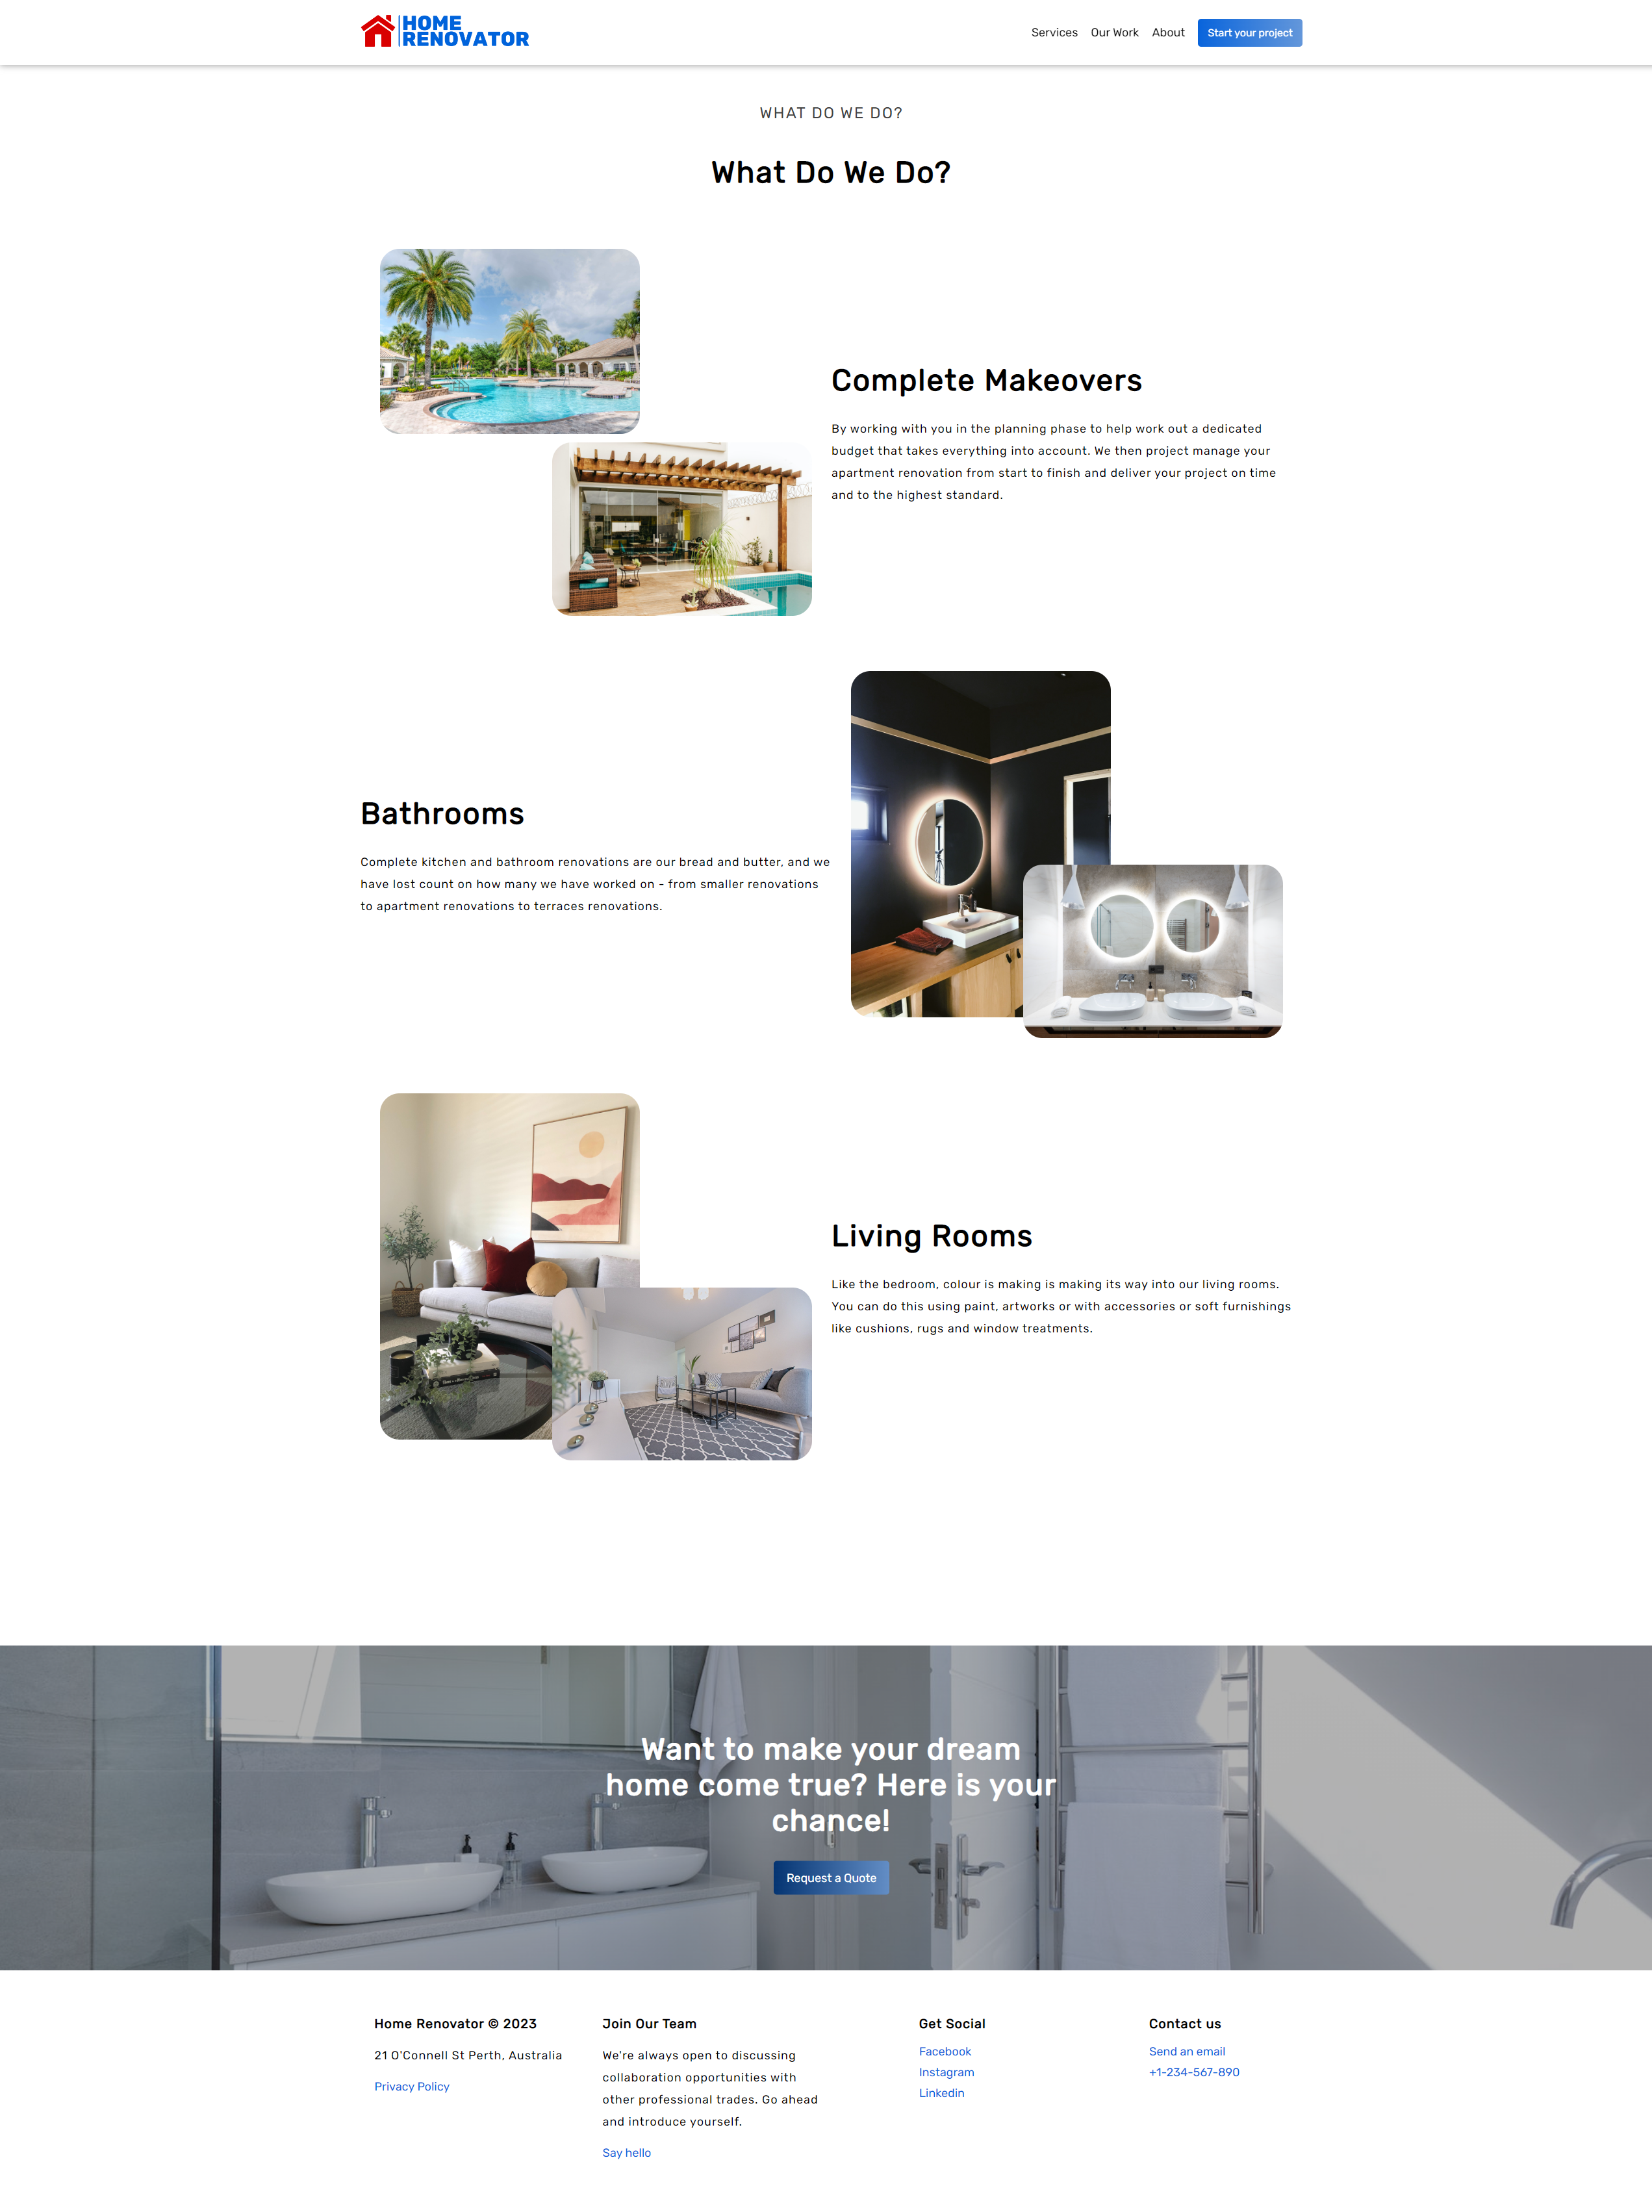 HOME
RENOVATOR
Services
Our Work
About
Start your project
WHAT DO WE DO?
What Do We Do?
Complete Makeovers
By working with you in the planning phase to help work out a dedicated
budget that takes everything into account. We then project manage your
apartment renovation from start to finish and deliver your project on time
and to the highest standard.
Bathrooms
Complete kitchen and bathroom renovations are our bread and butter, and we
have lost count on how many we have worked on - from smaller renovations
to apartment renovations to terraces renovations.
Living Rooms
Like the bedroom, colour is making is making its way into our living rooms.
You can do this using paint, artworks or with accessories or soft furnishings
like cushions, rugs and window treatments.
Want to make your dream
home come true? Here is your
chance!
Request a Quote
Home Renovator © 2023
21 O'Connell St Perth, Australia
Privacy Policy
Join Our Team
We're always open to discussing
collaboration opportunities with
other professional trades. Go ahead
and introduce yourself.
Say hello
Get Social
Facebook
Instagram
Linkedin
Contact us
Send an email
+1-234-567-890